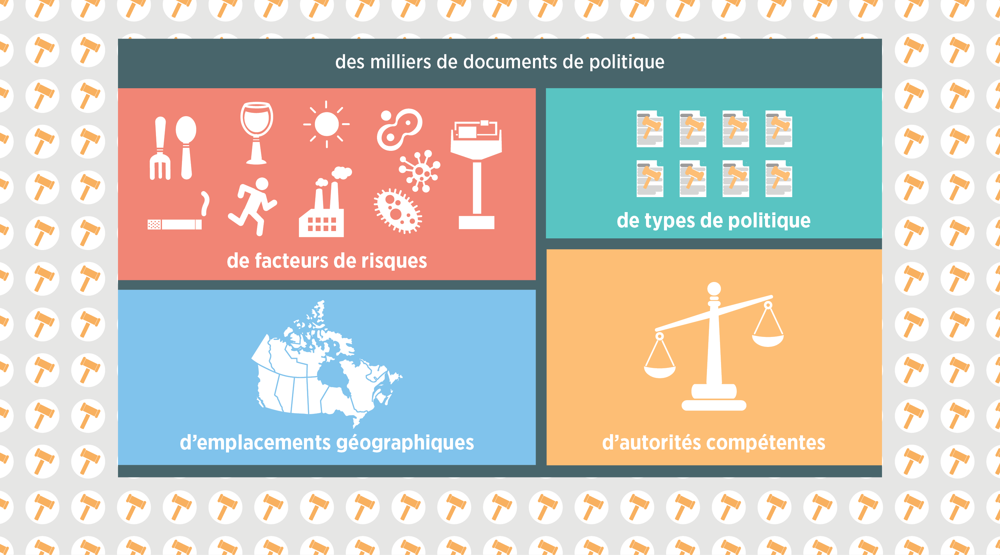 des milliers de documents de politique
de facteurs de risques
de types de politique
d’emplacements géographiques
d’autorités compétentes